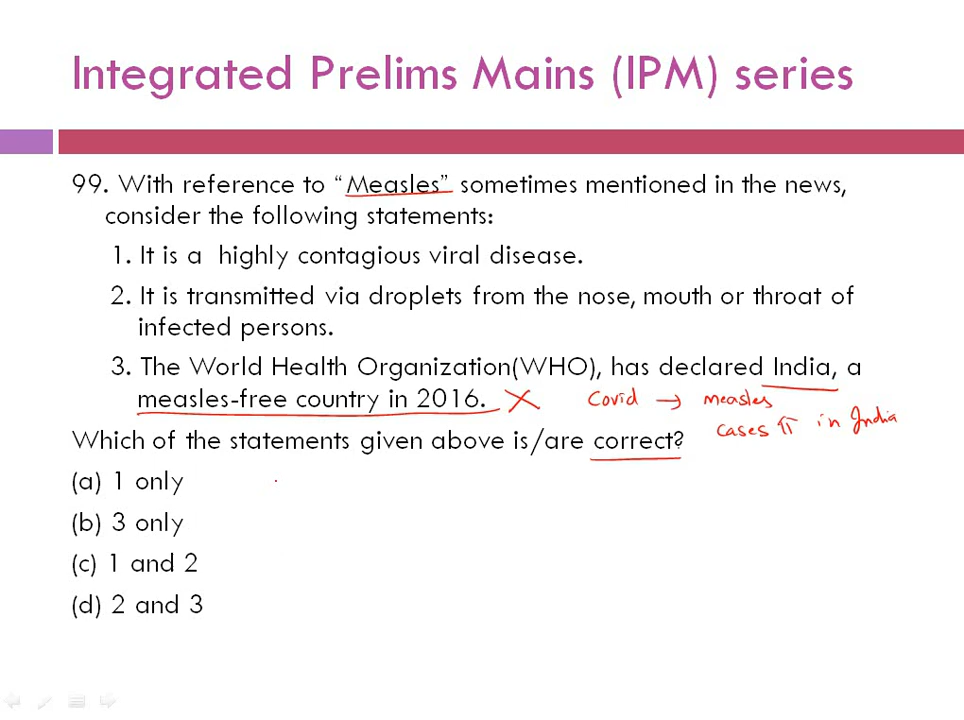 Integrated Prelims Mains (IPM) series
99. With reference to “Measles” sometimes mentioned in the news,
consider the following statements:
1. It is a highly contagious viral disease.
2. It is transmitted via droplets from the nose, mouth or throat of
infected persons.
3. The World Health Organization(WHO), has declared India, a
measles-free country in 2016.
Covid → measles
cases ⇑ in India
Which of the statements given above is/are correct?
(a) 1 only
(b) 3 only
(c) 1 and 2
(d) 2 and 3